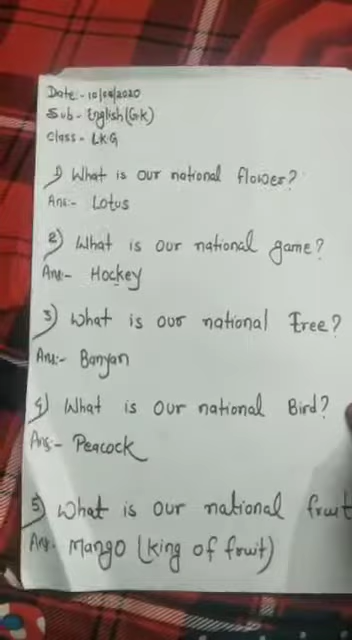 Date:- 10/08/2020
Sub- English(G.K)
Class- LKG
1) What is our national flower?
Ans:- Lotus
2) What is our national game?
Ans:- Hockey
3) What is our national Tree?
Ans:- Banyan
4) What is our national Bird?
Ans:- Peacock
5) What is our national fruit
Ans- Mango (king of fruit)